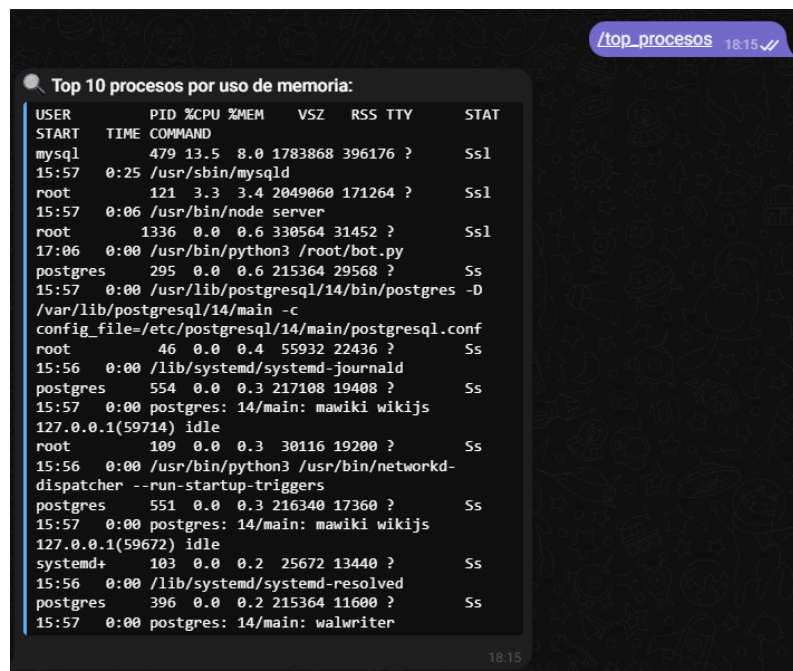 /top_procesos 18:15
Top 10 procesos por uso de memoria:
USER         PID %CPU %MEM    VSZ   RSS TTY      STAT
START   TIME COMMAND
mysql        479 13.5  8.0 1783868 396176 ?      Ssl
15:57   0:25 /usr/sbin/mysqld
root         121  3.3  3.4 2049060 171264 ?      Ssl
15:57   0:06 /usr/bin/node server
root        1336  0.0  0.6 330564 31452 ?        Ssl
17:06   0:00 /usr/bin/python3 /root/bot.py
postgres     295  0.0  0.6 215364 29568 ?        Ss
15:57   0:00 /usr/lib/postgresql/14/bin/postgres -D
/var/lib/postgresql/14/main -c
config_file=/etc/postgresql/14/main/postgresql.conf
root          46  0.0  0.4  55932 22436 ?        Ss
15:56   0:00 /lib/systemd/systemd-journald
postgres     554  0.0  0.3 217108 19408 ?        Ss
15:57   0:00 postgres: 14/main: mawiki wikijs
127.0.0.1(59714) idle
root         109  0.0  0.3  30116 19200 ?        Ss
15:56   0:00 /usr/bin/python3 /usr/bin/networkd-
dispatcher --run-startup-triggers
postgres     551  0.0  0.3 216340 17360 ?        Ss
15:57   0:00 postgres: 14/main: mawiki wikijs
127.0.0.1(59672) idle
systemd+     103  0.0  0.2  25672 13440 ?        Ss
15:56   0:00 /lib/systemd/systemd-resolved
postgres     396  0.0  0.2 215364 11600 ?        Ss
15:57   0:00 postgres: 14/main: walwriter
18:15